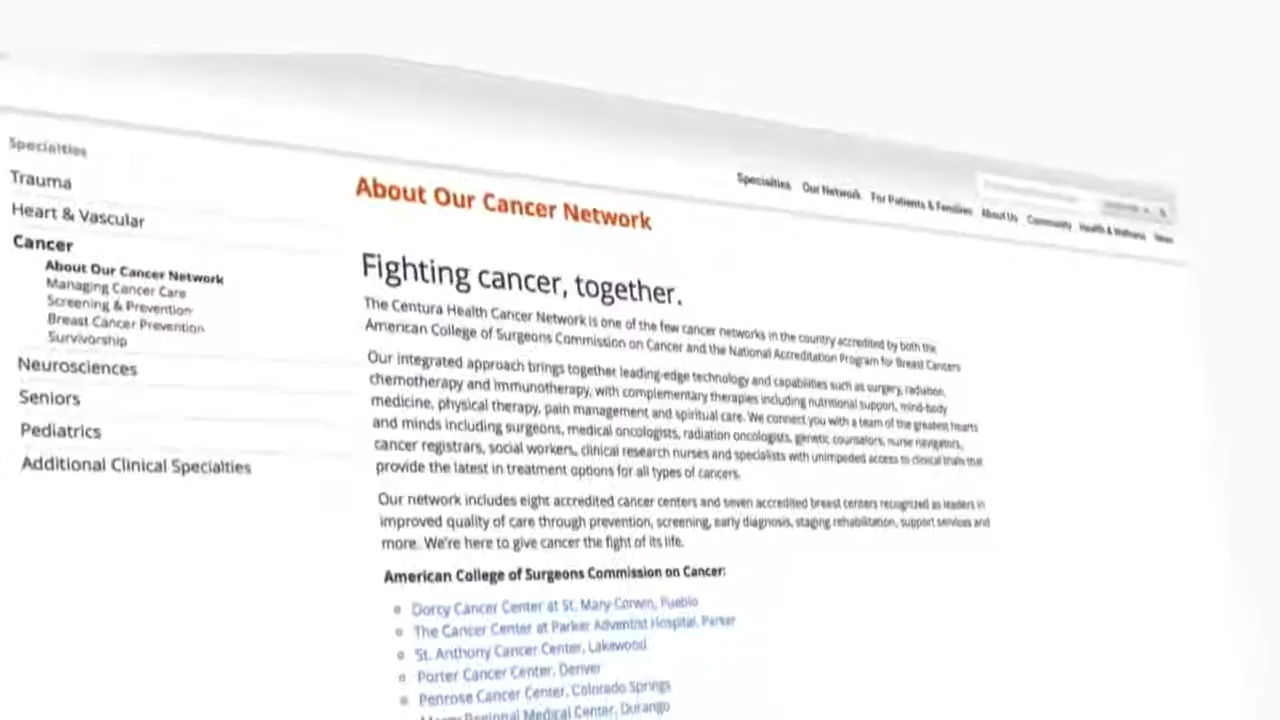 Specialties Our Network For Patients & Families About Us Community Health & Wellness News
Specialties
Trauma
Heart & Vascular
Cancer
About Our Cancer Network
Managing Cancer Care
Screening & Prevention
Breast Cancer Prevention
Survivorship
Neurosciences
Seniors
Pediatrics
Additional Clinical Specialties
About Our Cancer Network
Fighting cancer, together.
The Centura Health Cancer Network is one of the few cancer networks in the country accredited by both the
American College of Surgeons Commission on Cancer and the National Accreditation Program for Breast Cancers
Our integrated approach brings together leading-edge technology and capabilities such as surgery, radiation,
chemotherapy and immunotherapy, with complementary therapies including nutritional support, mind-body
medicine, physical therapy, pain management and spiritual care. We connect you with a team of the greatest hearts
and minds including surgeons, medical oncologists, radiation oncologists, genetic counselors, nurse navigators,
cancer registrars, social workers, clinical research nurses and specialists with unimpeded access to clinical trials that
provide the latest in treatment options for all types of cancers.
Our network includes eight accredited cancer centers and seven accredited breast centers recognized as leaders in
improved quality of care through prevention, screening, early diagnosis, staging rehabilitation, support services and
more. We're here to give cancer the fight of its life.
American College of Surgeons Commission on Cancer:
Dorcy Cancer Center at St. Mary-Corwin, Pueblo
The Cancer Center at Parker Adventist Hospital, Parker
St. Anthony Cancer Center, Lakewood
Porter Cancer Center, Denver
Penrose Cancer Center, Colorado Springs
Mercy Regional Medical Center, Durango